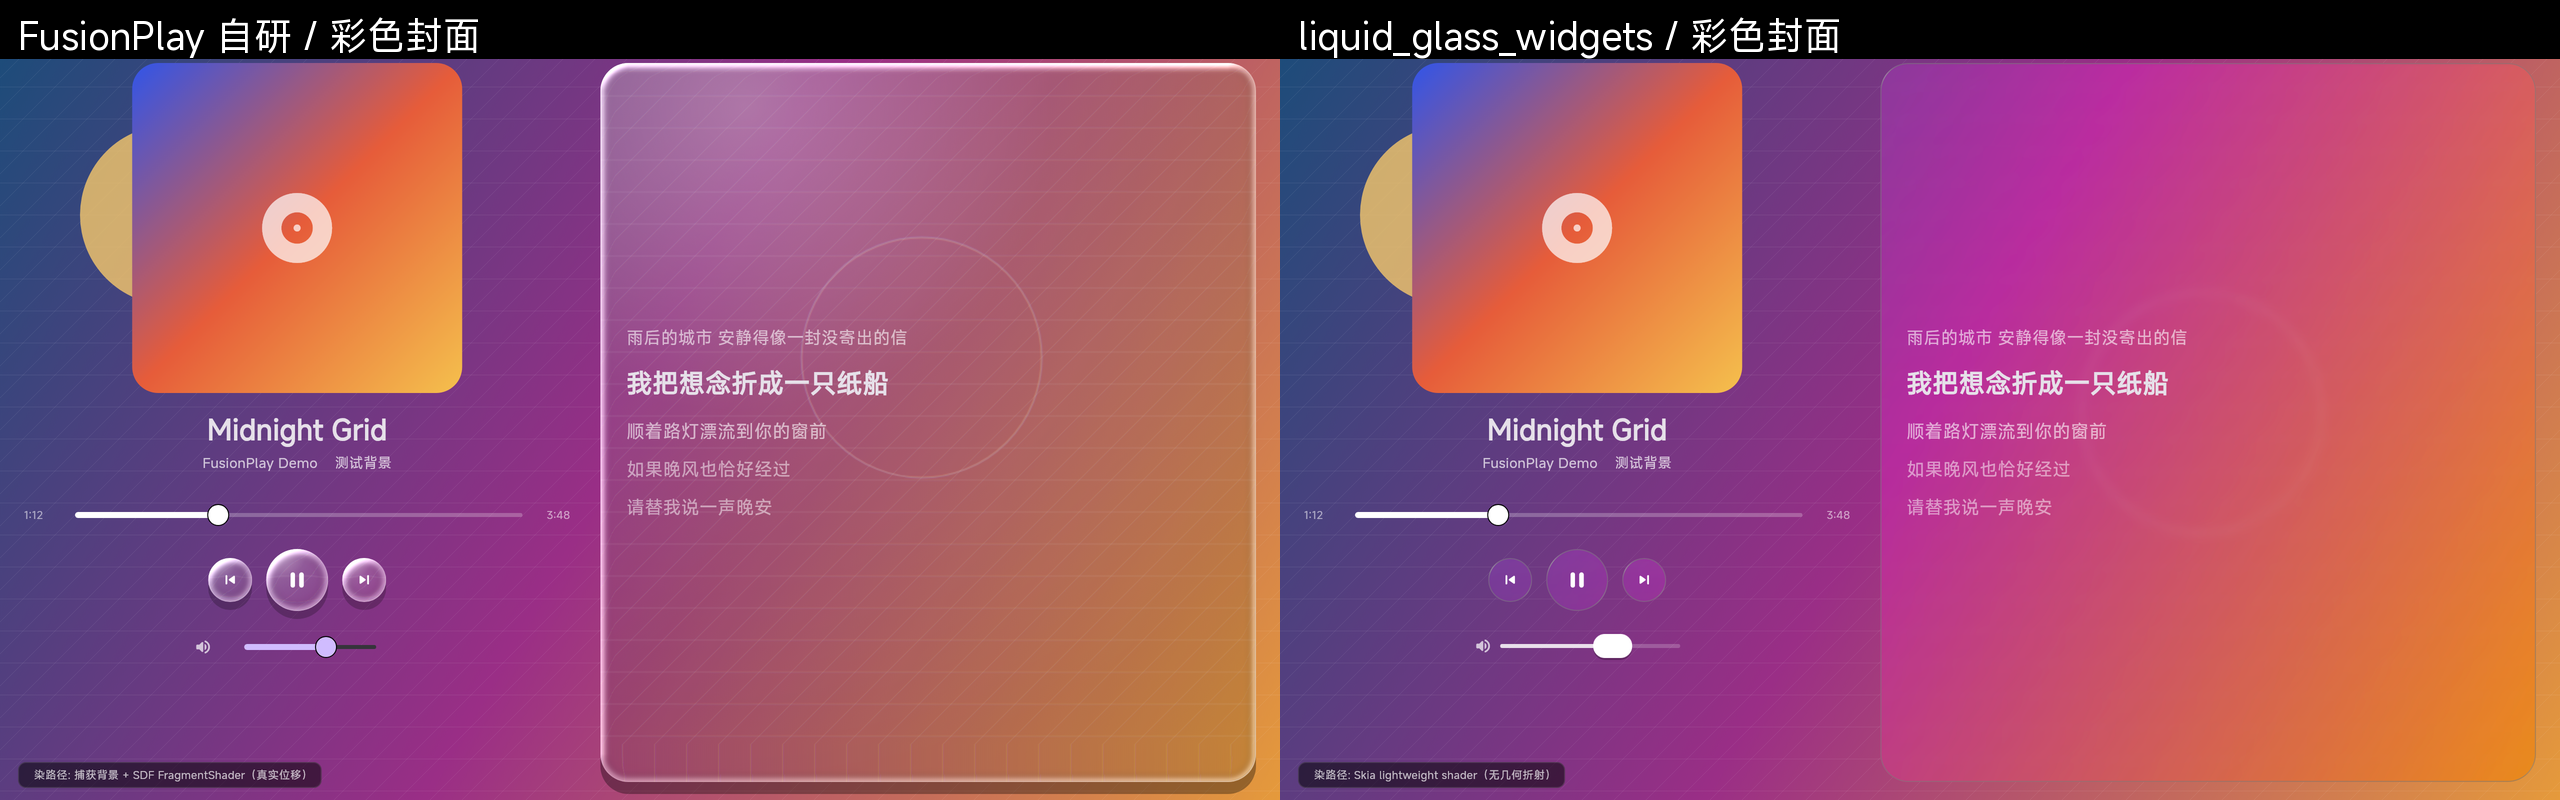 FusionPlay 自研 / 彩色封面
雨后的城市 安静得像一封没寄出的信
我把想念折成一只纸船
顺着路灯漂流到你的窗前
如果晚风也恰好经过
请替我说一声晚安
Midnight Grid
FusionPlay Demo 测试背景
1:12
3:48
染路径: 捕获背景 + SDF FragmentShader（真实位移）
liquid_glass_widgets / 彩色封面
雨后的城市 安静得像一封没寄出的信
我把想念折成一只纸船
顺着路灯漂流到你的窗前
如果晚风也恰好经过
请替我说一声晚安
Midnight Grid
FusionPlay Demo 测试背景
1:12
3:48
染路径: Skia lightweight shader（无几何折射）